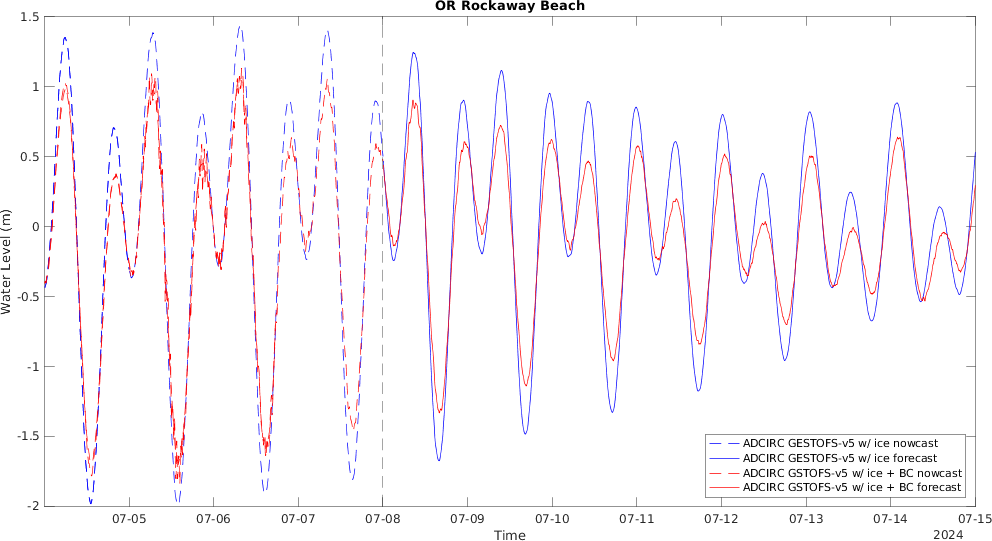 OR Rockaway Beach
Water Level (m)
1.5
1
0.5
0
-0.5
-1
-1.5
-2
07-05
07-06
07-07
07-08
07-09
07-10
07-11
07-12
07-13
07-14
07-15
Time
2024
ADCIRC GESTOFS-v5 w/ ice nowcast
ADCIRC GESTOFS-v5 w/ ice forecast
ADCIRC GSTOFS-v5 w/ ice + BC nowcast
ADCIRC GSTOFS-v5 w/ ice + BC forecast